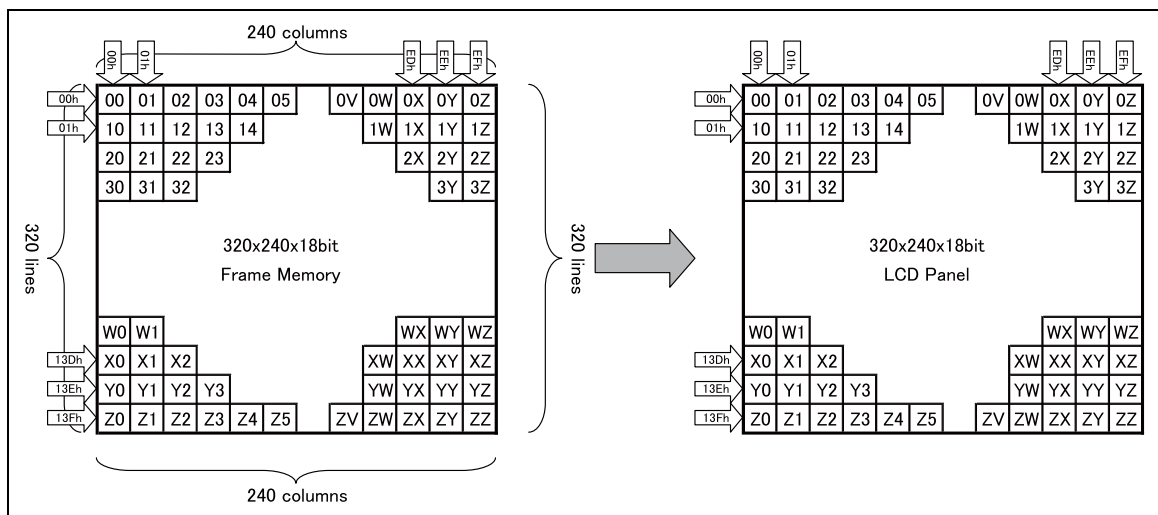 240 columns
00h 01h EDh EEh EFh 00h 01h EDh EEh EFh
00h 00 01 02 03 04 05 0V 0W 0X 0Y 0Z 00h 00 01 02 03 04 05 0V 0W 0X 0Y 0Z
01h 10 11 12 13 14 1W 1X 1Y 1Z 01h 10 11 12 13 14 1W 1X 1Y 1Z
20 21 22 23 2X 2Y 2Z 20 21 22 23 2X 2Y 2Z
30 31 32 3Y 3Z 30 31 32 3Y 3Z
320 lines 320x240x18bit 320 lines 320x240x18bit
Frame Memory LCD Panel
W0 W1 WX WY WZ W0 W1 WX WY WZ
13Dh X0 X1 X2 XW XX XY XZ 13Dh X0 X1 X2 XW XX XY XZ
13Eh Y0 Y1 Y2 Y3 YW YX YY YZ 13Eh Y0 Y1 Y2 Y3 YW YX YY YZ
13Fh Z0 Z1 Z2 Z3 Z4 Z5 ZV ZW ZX ZY ZZ 13Fh Z0 Z1 Z2 Z3 Z4 Z5 ZV ZW ZX ZY ZZ
240 columns